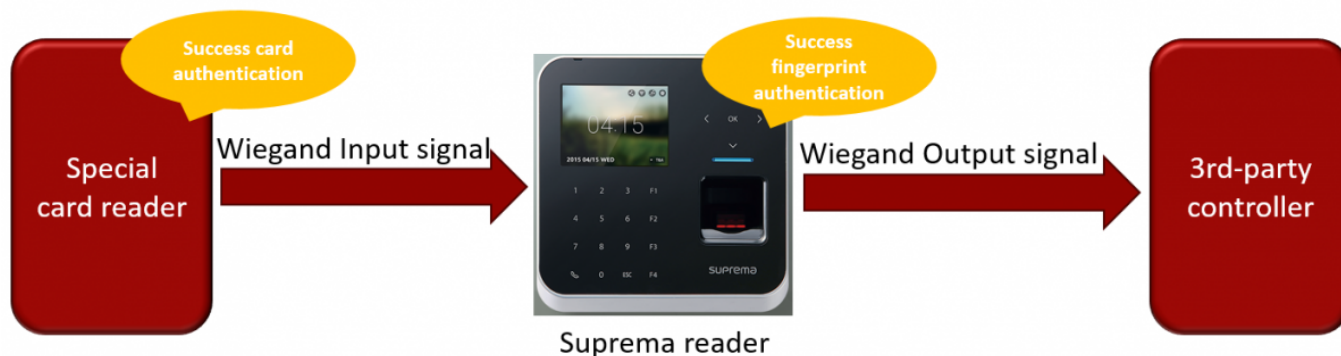 Success card
authentication
Success
fingerprint
authentication
Special
card reader
Wiegand Input signal
Wiegand Output signal
3rd-party
controller
04:15
2015 04/15 WED
< OK >
1 2 3 F1
4 5 6 F2
7 8 9 F3
0 ESC F4
suprema
Suprema reader